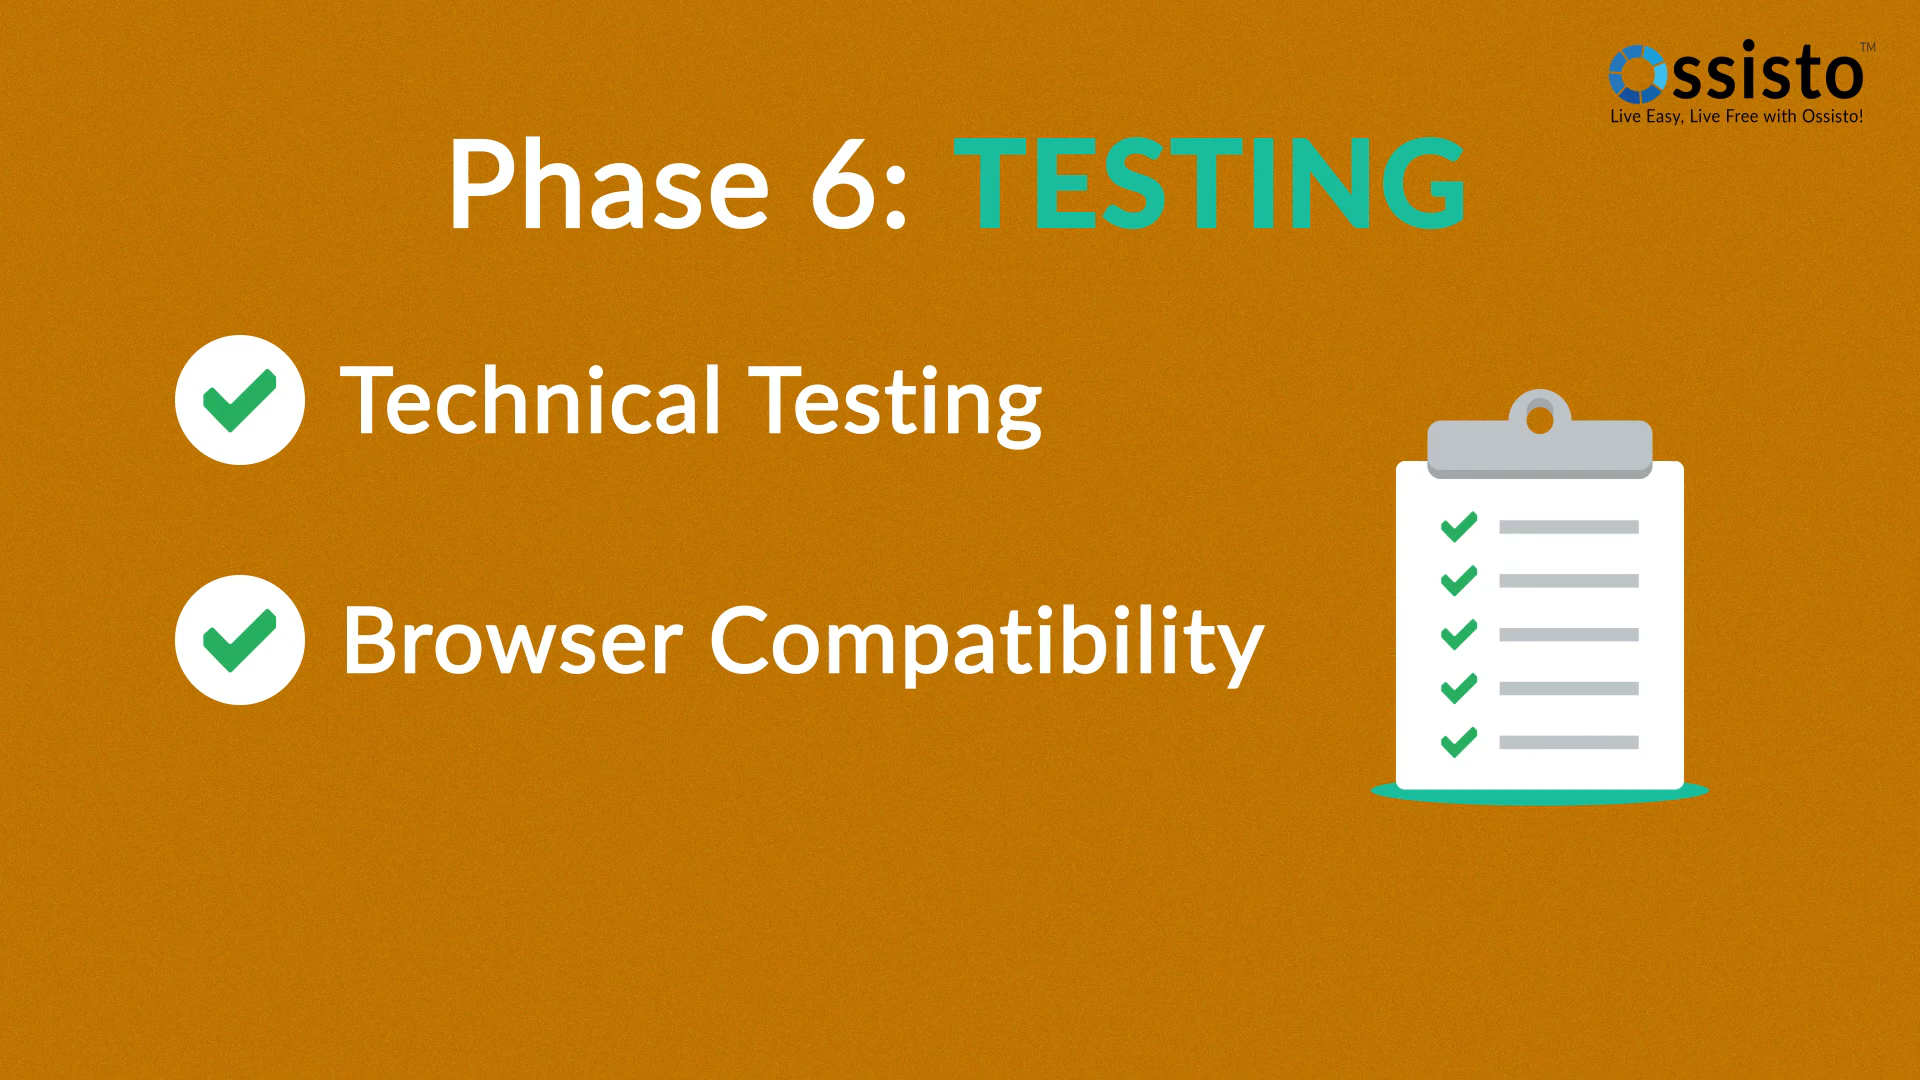 Ossisto™
Live Easy, Live Free with Ossisto!
Phase 6: TESTING
Technical Testing
Browser Compatibility